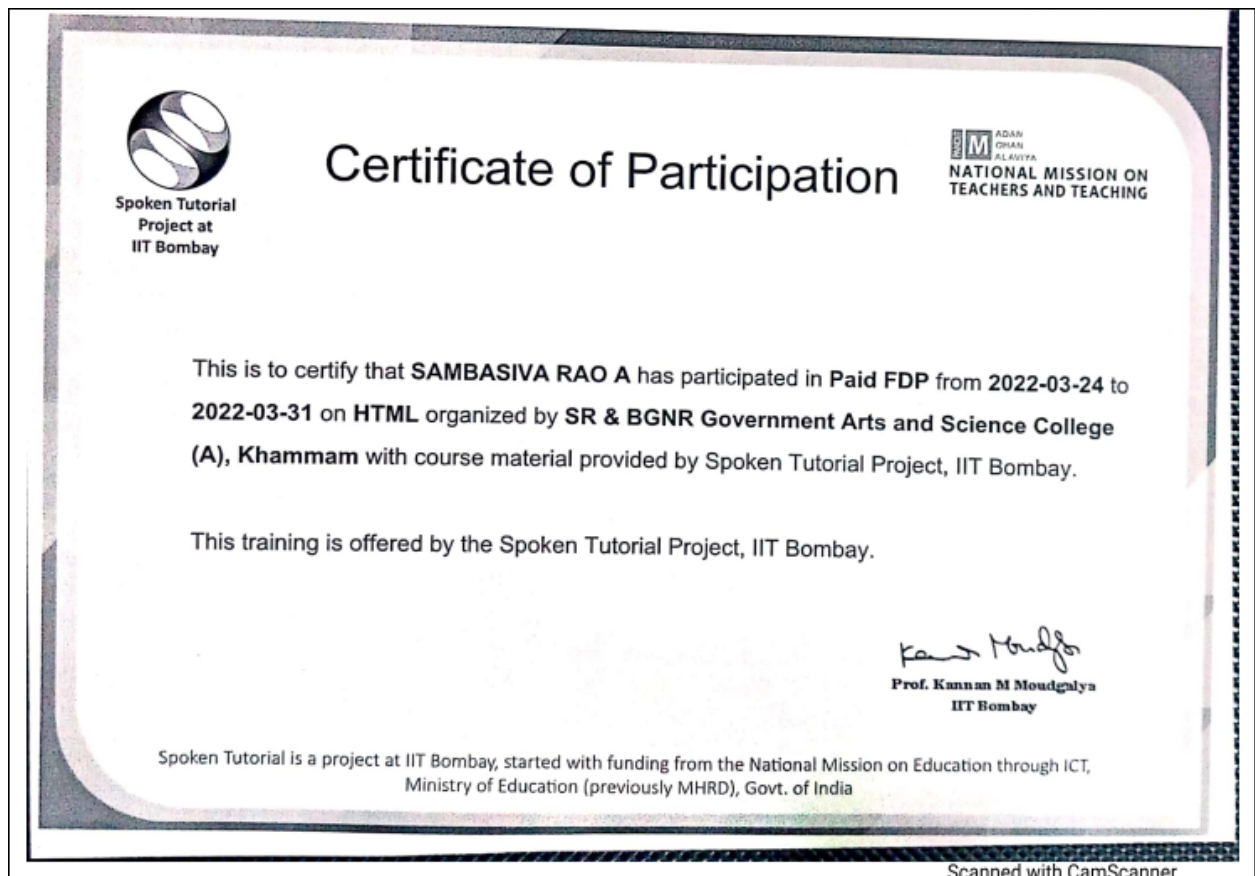 Spoken Tutorial
Project at
IIT Bombay
Certificate of Participation
PANDIT
M
ADAN
OHAN
ALAVIYA
NATIONAL MISSION ON
TEACHERS AND TEACHING
This is to certify that SAMBASIVA RAO A has participated in Paid FDP from 2022-03-24 to
2022-03-31 on HTML organized by SR & BGNR Government Arts and Science College
(A), Khammam with course material provided by Spoken Tutorial Project, IIT Bombay.
This training is offered by the Spoken Tutorial Project, IIT Bombay.
Prof. Kannan M Moudgalya
IIT Bombay
Spoken Tutorial is a project at IIT Bombay, started with funding from the National Mission on Education through ICT,
Ministry of Education (previously MHRD), Govt. of India
Scanned with CamScanner